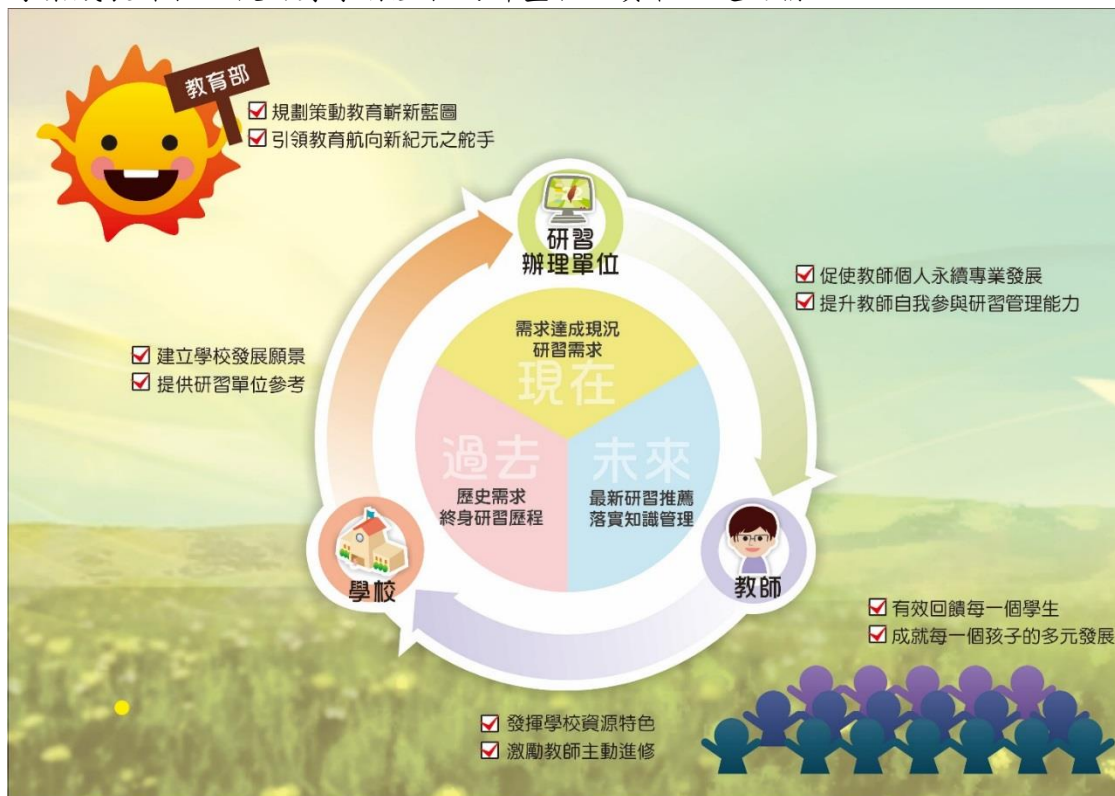 教育部
規劃策動教育嶄新藍圖
引領教育航向新紀元之舵手
研習
辦理單位
促使教師個人永續專業發展
提升教師自我參與研習管理能力
需求達成現況
研習需求
現在
建立學校發展願景
提供研習單位參考
過去
歷史需求
終身研習歷程
未來
最新研習推薦
落實知識管理
學校
教師
有效回饋每一個學生
成就每一個孩子的多元發展
發揮學校資源特色
激勵教師主動進修